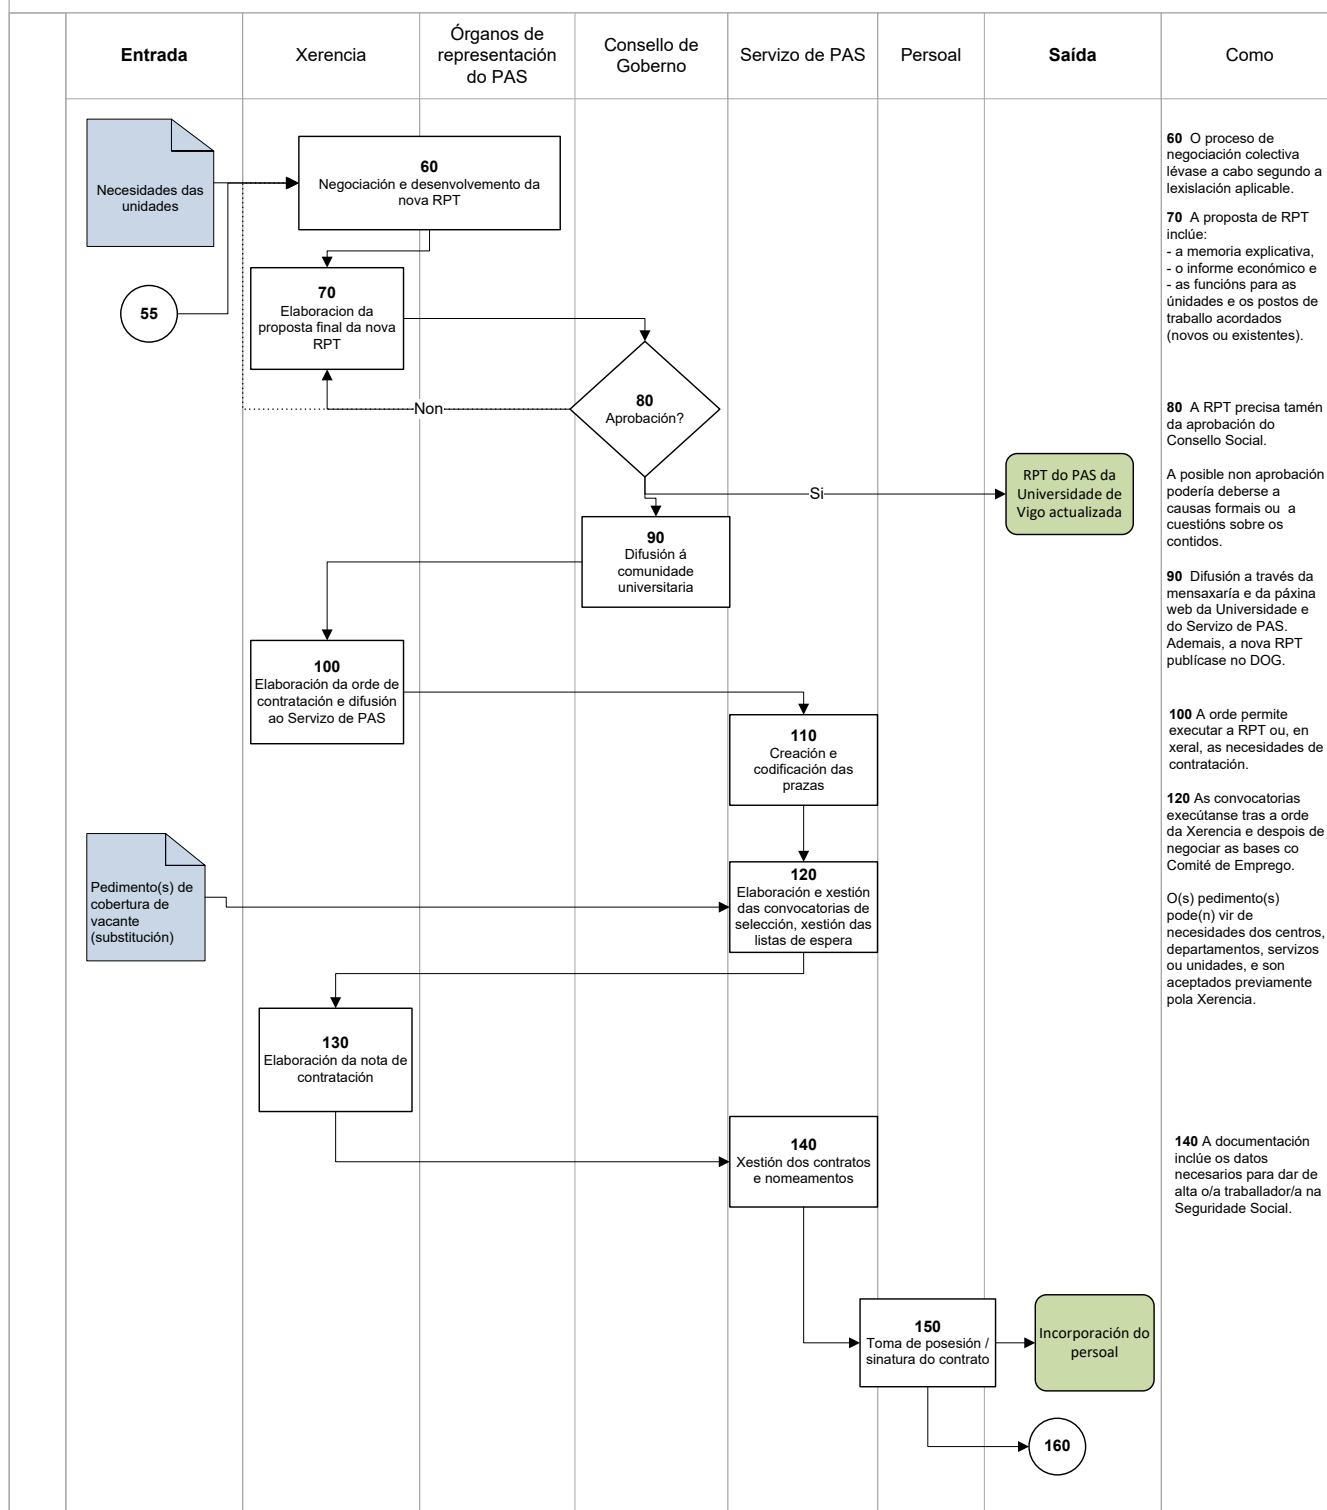 Entrada
Xerencia
Órganos de
representación
do PAS
Consello de
Goberno
Servizo de PAS
Persoal
Saída
Como
Necesidades das
unidades
55
60
Negociación e desenvolvemento da
nova RPT
70
Elaboracion da
proposta final da nova
RPT
Non
80
Aprobación?
Si
RPT do PAS da
Universidade de
Vigo actualizada
90
Difusión á
comunidade
universitaria
100
Elaboración da orde de
contratación e difusión
ao Servizo de PAS
110
Creación e
codificación das
prazas
Pedimento(s) de
cobertura de
vacante
(substitución)
120
Elaboración e xestión
das convocatorias de
selección, xestión das
listas de espera
130
Elaboración da nota de
contratación
140
Xestión dos contratos
e nomeamentos
150
Toma de posesión /
sinatura do contrato
Incorporación do
persoal
160
60 O proceso de
negociación colectiva
lévase a cabo segundo a
lexislación aplicable.
70 A proposta de RPT
inclúe:
- a memoria explicativa,
- o informe económico e
- as funcións para as
únidades e os postos de
traballo acordados
(novos ou existentes).
80 A RPT precisa tamén
da aprobación do
Consello Social.
A posible non aprobación
podería deberse a
causas formais ou a
cuestións sobre os
contidos.
90 Difusión a través da
mensaxaría e da páxina
web da Universidade e
do Servizo de PAS.
Ademais, a nova RPT
publícase no DOG.
100 A orde permite
executar a RPT ou, en
xeral, as necesidades de
contratación.
120 As convocatorias
execútanse tras a orde
da Xerencia e despois de
negociar as bases co
Comité de Emprego.
O(s) pedimento(s)
pode(n) vir de
necesidades dos centros,
departamentos, servizos
ou unidades, e son
aceptados previamente
pola Xerencia.
140 A documentación
inclúe os datos
necesarios para dar de
alta o/a traballador/a na
Seguridade Social.